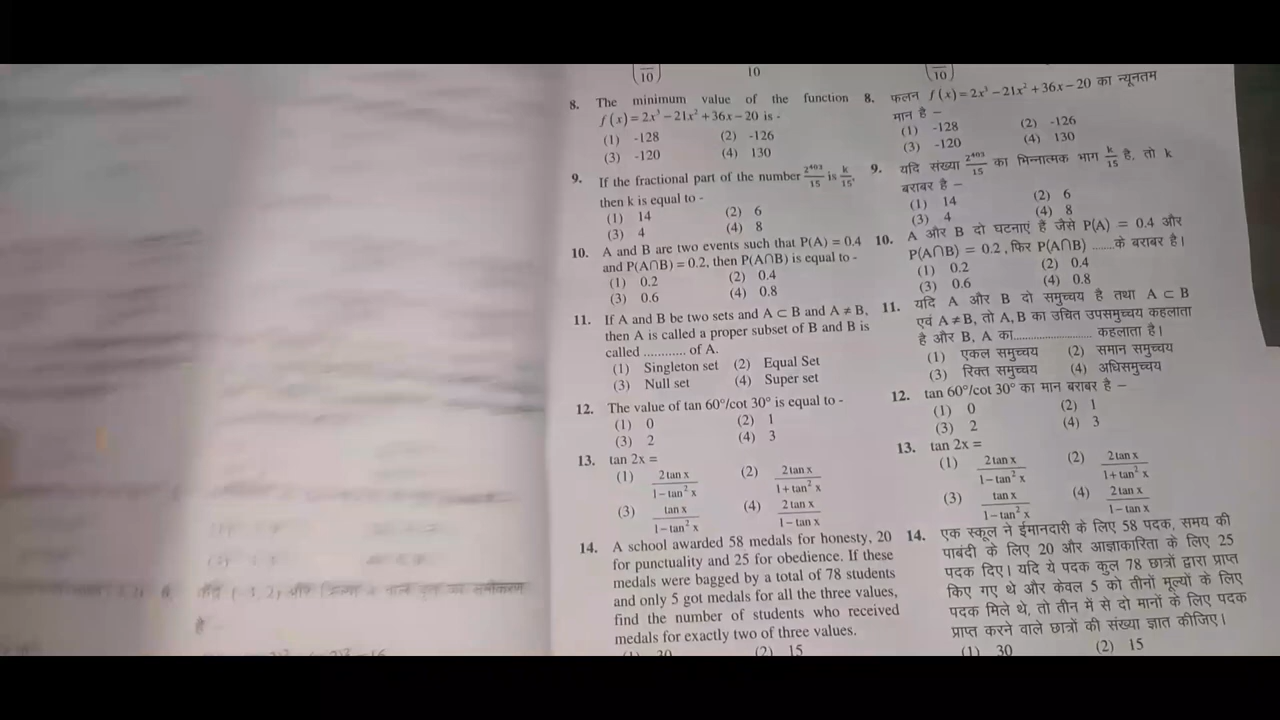 10
10
8. The minimum value of the function
f(x)=2x³−21x²+36x−20 is -
(1) -128 (2) -126
(3) -120 (4) 130
9. If the fractional part of the number 2⁴⁰³/15 is k/15,
then k is equal to -
(1) 14 (2) 6
(3) 4 (4) 8
10. A and B are two events such that P(A) = 0.4
and P(A∩B) = 0.2, then P(A∩B) is equal to -
(1) 0.2 (2) 0.4
(3) 0.6 (4) 0.8
11. If A and B be two sets and A ⊂ B and A ≠ B,
then A is called a proper subset of B and B is
called ............ of A.
(1) Singleton set (2) Equal Set
(3) Null set (4) Super set
12. The value of tan 60°/cot 30° is equal to -
(1) 0 (2) 1
(3) 2 (4) 3
13. tan 2x =
(1) 2 tan x/1−tan² x (2) 2 tan x/1+tan² x
(3) tan x/1−tan² x (4) 2 tan x/1−tan x
14. A school awarded 58 medals for honesty, 20
for punctuality and 25 for obedience. If these
medals were bagged by a total of 78 students
and only 5 got medals for all the three values,
find the number of students who received
medals for exactly two of three values.
(1) 30 (2) 15
10
8. फलन f(x)=2x³−21x²+36x−20 का न्यूनतम
मान है –
(1) -128 (2) -126
(3) -120 (4) 130
9. यदि संख्या 2⁴⁰³/15 का भिन्नात्मक भाग k/15 है, तो k
बराबर है –
(1) 14 (2) 6
(3) 4 (4) 8
10. A और B दो घटनाएं है जैसे P(A) = 0.4 और
P(A∩B) = 0.2, फिर P(A∩B) .......के बराबर है।
(1) 0.2 (2) 0.4
(3) 0.6 (4) 0.8
11. यदि A और B दो समुच्चय है तथा A ⊂ B
एवं A≠B, तो A, B का उचित उपसमुच्चय कहलाता
है और B, A का........................ कहलाता है।
(1) एकल समुच्चय (2) समान समुच्चय
(3) रिक्त समुच्चय (4) अधिसमुच्चय
12. tan 60°/cot 30° का मान बराबर है –
(1) 0 (2) 1
(3) 2 (4) 3
13. tan 2x =
(1) 2 tan x/1−tan² x (2) 2 tan x/1+tan² x
(3) tan x/1−tan² x (4) 2 tan x/1−tan x
14. एक स्कूल ने ईमानदारी के लिए 58 पदक, समय की
पाबंदी के लिए 20 और आज्ञाकारिता के लिए 25
पदक दिए। यदि ये पदक कुल 78 छात्रों द्वारा प्राप्त
किए गए थे और केवल 5 को तीनों मूल्यों के लिए
पदक मिले थे, तो तीन में से दो मानों के लिए पदक
प्राप्त करने वाले छात्रों की संख्या ज्ञात कीजिए।
(1) 30 (2) 15